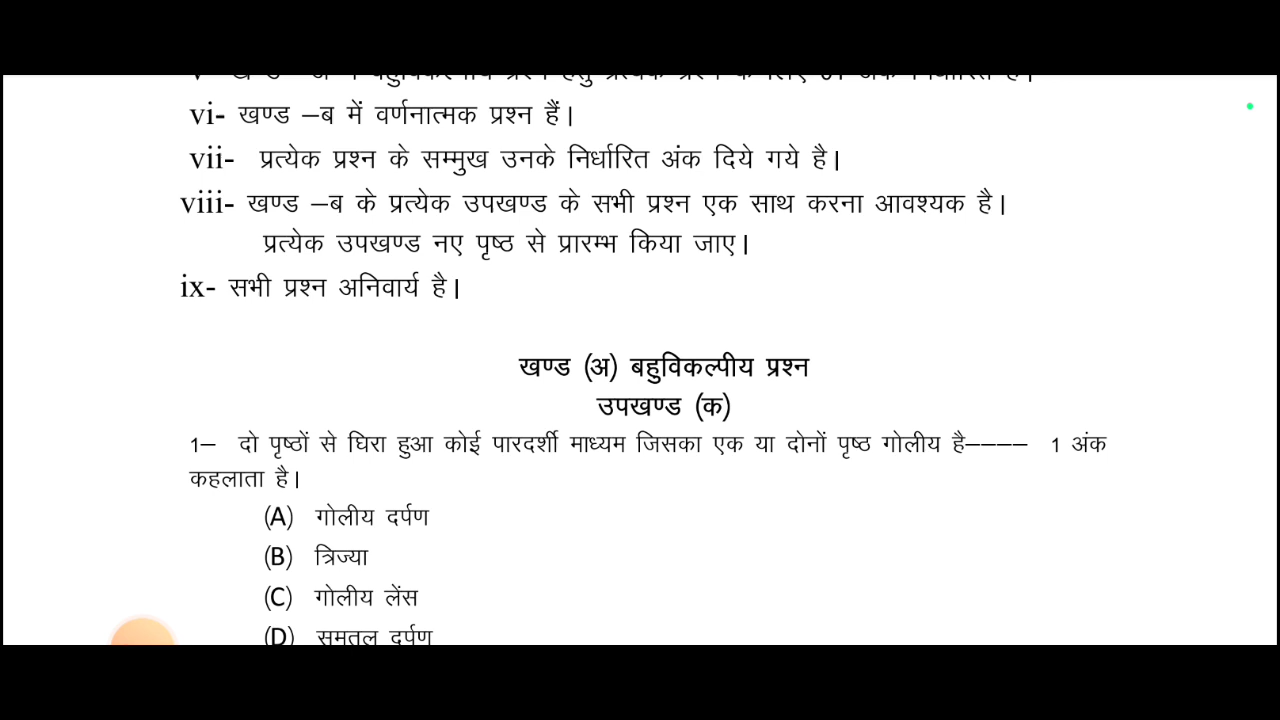 vi- खण्ड –ब में वर्णनात्मक प्रश्न हैं।
vii- प्रत्येक प्रश्न के सम्मुख उनके निर्धारित अंक दिये गये है।
viii- खण्ड –ब के प्रत्येक उपखण्ड के सभी प्रश्न एक साथ करना आवश्यक है।
प्रत्येक उपखण्ड नए पृष्ठ से प्रारम्भ किया जाए।
ix- सभी प्रश्न अनिवार्य है।
खण्ड (अ) बहुविकल्पीय प्रश्न
उपखण्ड (क)
1– दो पृष्ठों से घिरा हुआ कोई पारदर्शी माध्यम जिसका एक या दोनों पृष्ठ गोलीय है–––– 1 अंक
कहलाता है।
(A) गोलीय दर्पण
(B) त्रिज्या
(C) गोलीय लेंस
(D) समतल दर्पण